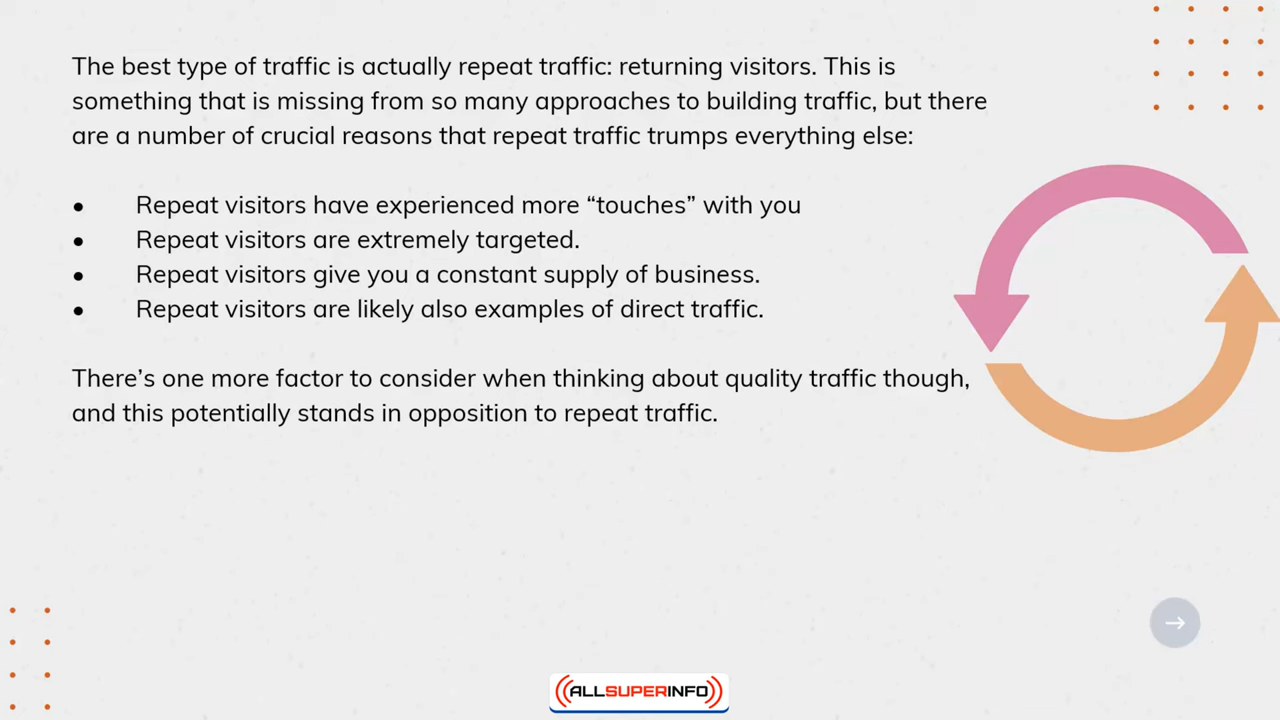 The best type of traffic is actually repeat traffic: returning visitors. This is
something that is missing from so many approaches to building traffic, but there
are a number of crucial reasons that repeat traffic trumps everything else:
● Repeat visitors have experienced more “touches” with you
● Repeat visitors are extremely targeted.
● Repeat visitors give you a constant supply of business.
● Repeat visitors are likely also examples of direct traffic.
There’s one more factor to consider when thinking about quality traffic though,
and this potentially stands in opposition to repeat traffic.
ALLSUPERINFO